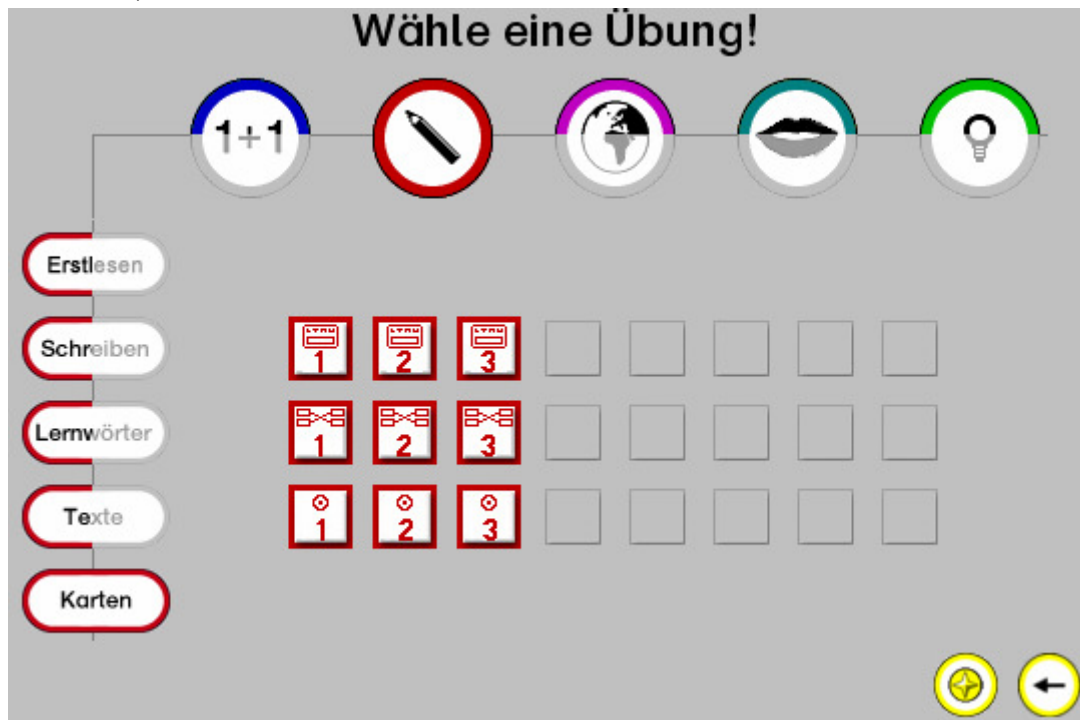 Wähle eine Übung!
1+1
Erstlesen
Schreiben
1 2 3
Lernwörter
1 2 3
Texte
1 2 3
Karten